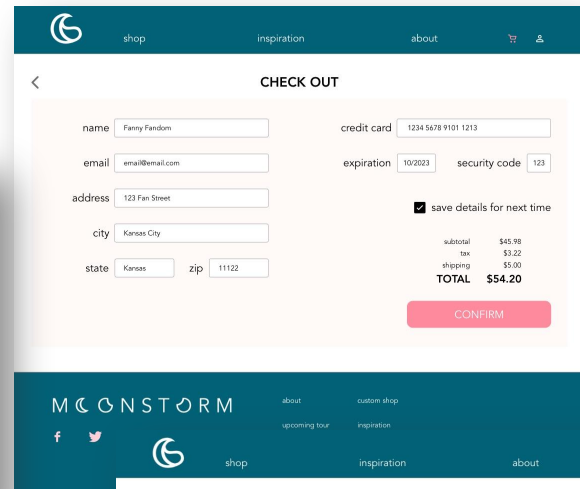 shop inspiration about
CHECK OUT
name Fanny Fandom credit card 1234 5678 9101 1213
email email@email.com expiration 10/2023 security code 123
address 123 Fan Street
save details for next time
city Kansas City
subtotal $45.98
tax $3.22
state Kansas zip 11122
shipping $5.00
TOTAL $54.20
CONFIRM
MOONSTORM
about custom shop
upcoming tour inspiration
shop inspiration about